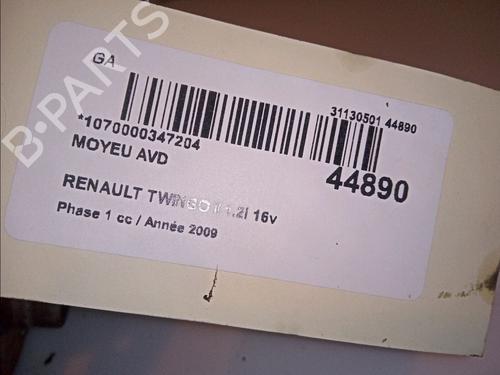 GA
31130501 44890
*1070000347204
44890
MOYEU AVD
RENAULT TWINGO II 1.2i 16v
Phase 1 cc / Année 2009
B-PARTS